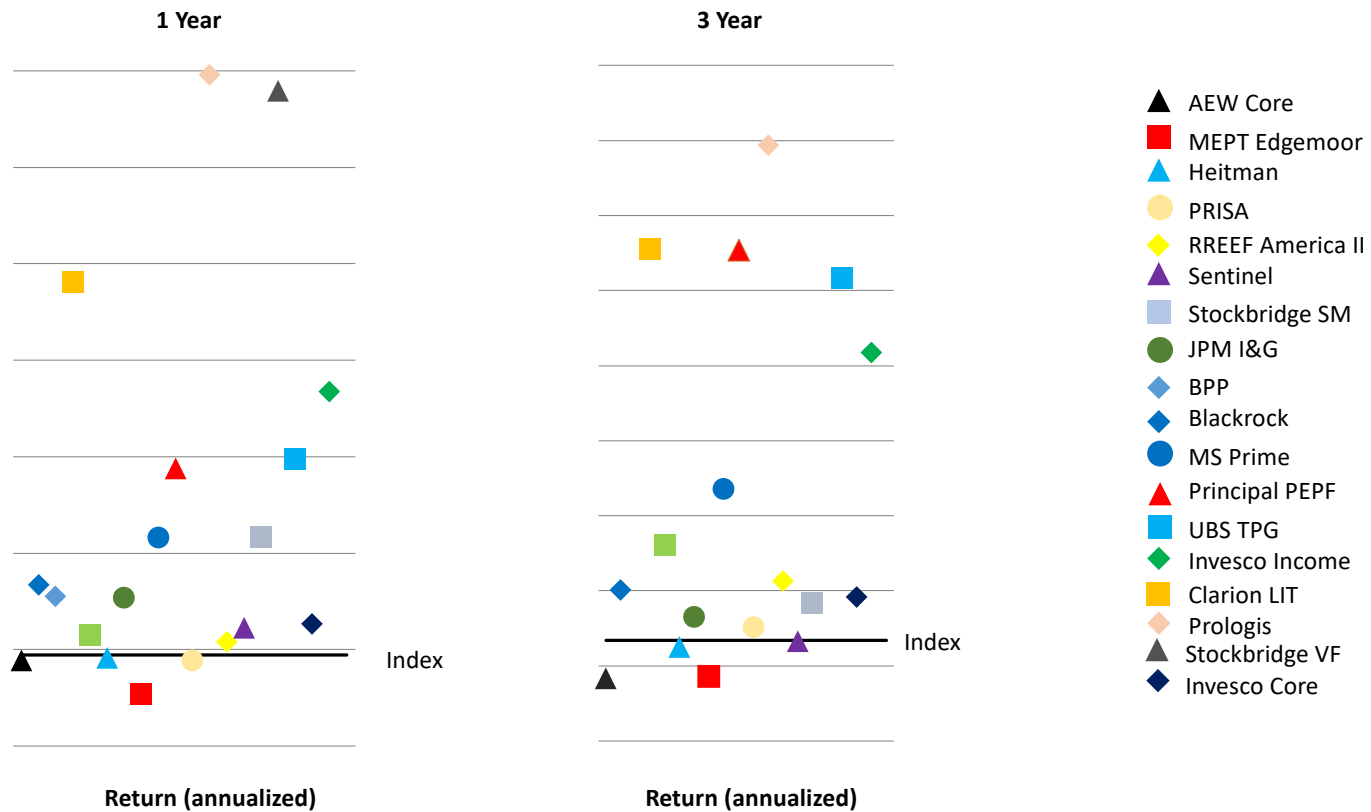 1 Year
3 Year
AEW Core
MEPT Edgemoor
Heitman
PRISA
RREEF America II
Sentinel
Stockbridge SM
JPM I&G
BPP
Blackrock
MS Prime
Principal PEPF
UBS TPG
Invesco Income
Clarion LIT
Prologis
Stockbridge VF
Invesco Core
Index
Index
Return (annualized)
Return (annualized)